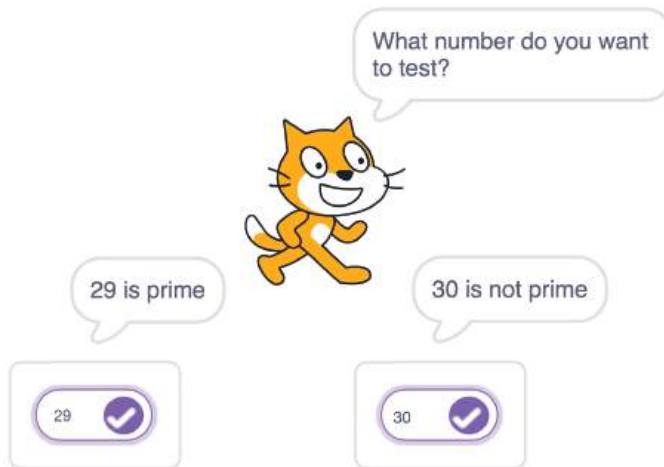 What number do you want
to test?
29 is prime
30 is not prime
29
30